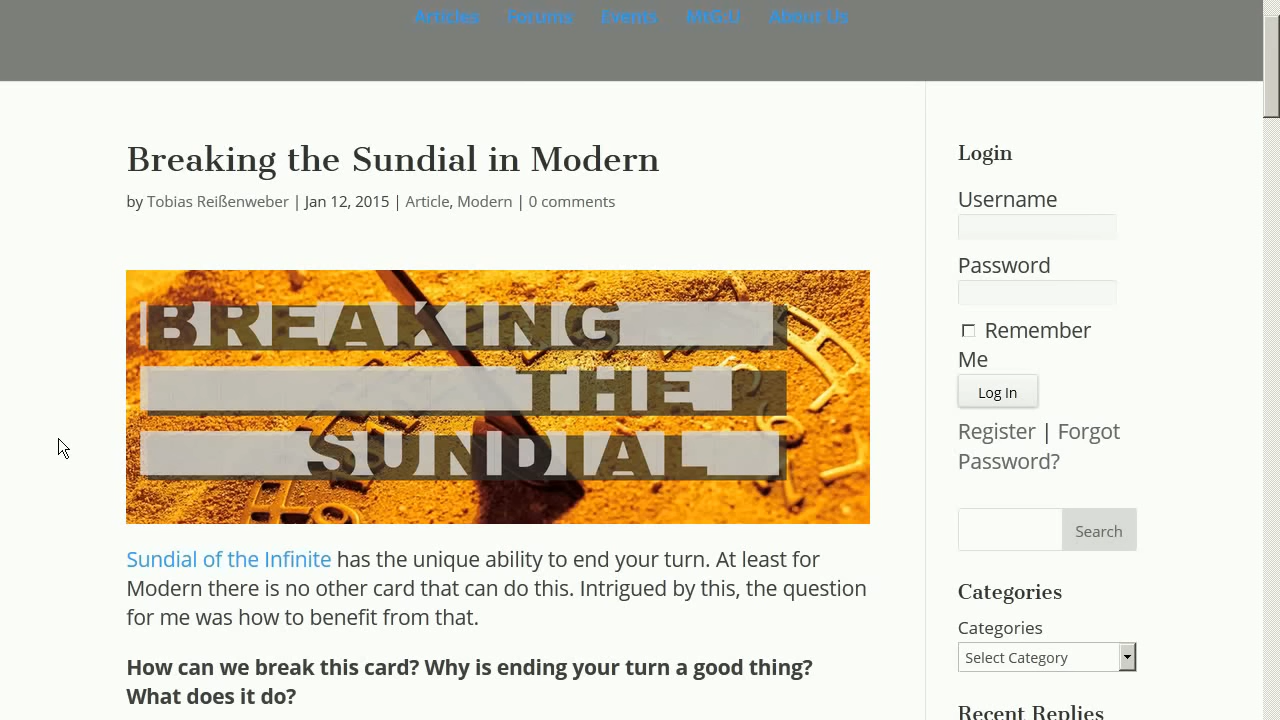 Articles Forums Events MtG:U About Us
Breaking the Sundial in Modern
by Tobias Reißenweber | Jan 12, 2015 | Article, Modern | 0 comments
BREAKING
THE
SUNDIAL
Sundial of the Infinite has the unique ability to end your turn. At least for
Modern there is no other card that can do this. Intrigued by this, the question
for me was how to benefit from that.
How can we break this card? Why is ending your turn a good thing?
What does it do?
Login
Username
Password
Remember
Me
Log In
Register | Forgot
Password?
Search
Categories
Categories
Select Category
Recent Replies